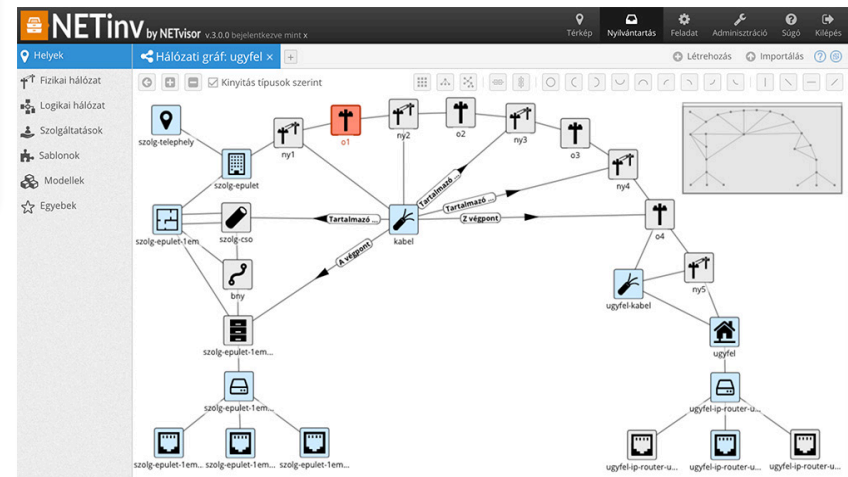 NETinv by NETvisor v.3.0.0 bejelentkezve mint x
Térkép
Nyilvántartás
Feladat
Adminisztráció
Súgó
Kilépés
Helyek
Hálózati gráf: ugyfel ×
+
Létrehozás
Importálás
Fizikai hálózat
Logikai hálózat
Szolgáltatások
Sablonok
Modellek
Egyebek
Kinyitás típusok szerint
szolg-telephely
ny1
o1
ny2
o2
ny3
o3
ny4
szolg-epulet
Tartalmazó ...
Tartalmazó ...
Tartalmazó ...
Z végpont
A végpont
szolg-epulet-1em
szolg-cso
kabel
o4
bny
ugyfel-kabel
ny5
szolg-epulet-1em...
ugyfel
szolg-epulet-1em...
ugyfel-ip-router-u...
szolg-epulet-1em...
szolg-epulet-1em...
szolg-epulet-1em...
ugyfel-ip-router-u...
ugyfel-ip-router-u...
ugyfel-ip-router-u...